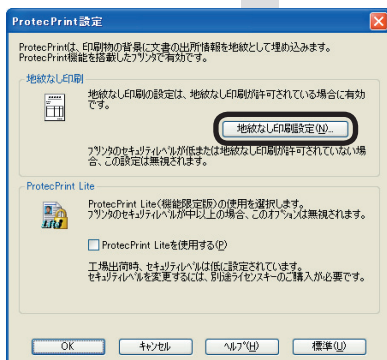 ProtecPrint設定
ProtecPrintは、印刷物の背景に文書の出所情報を地紋として埋め込みます。
ProtecPrint機能を搭載したプリンタで有効です。
地紋なし印刷
地紋なし印刷の設定は、地紋なし印刷が許可されている場合に有効
です。
地紋なし印刷設定(N)...
プリンタのセキュリティレベルが低または地紋なし印刷が許可されていない場
合、この設定は無視されます。
ProtecPrint Lite
ProtecPrint Lite(機能限定版)の使用を選択します。
プリンタのセキュリティレベルが中以上の場合、このオプションは無視されます。
ProtecPrint Liteを使用する(P)
工場出荷時、セキュリティレベルは低に設定されています。
セキュリティレベルを変更するには、別途ライセンスキーのご購入が必要です。
OK
キャンセル
ヘルプ(H)
標準(U)